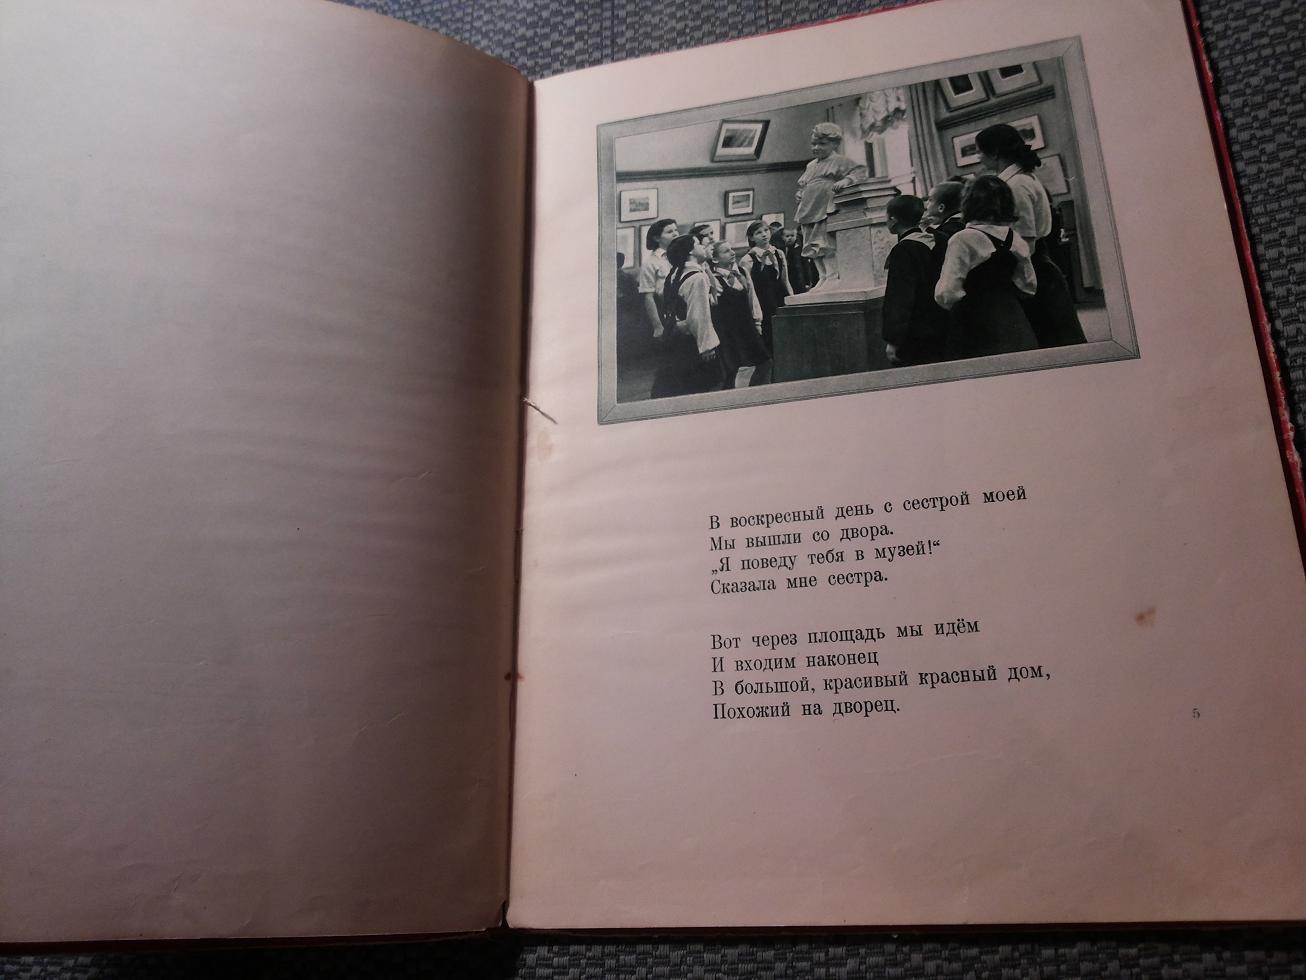 В воскресный день с сестрой моей
Мы вышли со двора.
„Я поведу тебя в музей!“
Сказала мне сестра.
Вот через площадь мы идём
И входим наконец
В большой, красивый красный дом,
Похожий на дворец.
5